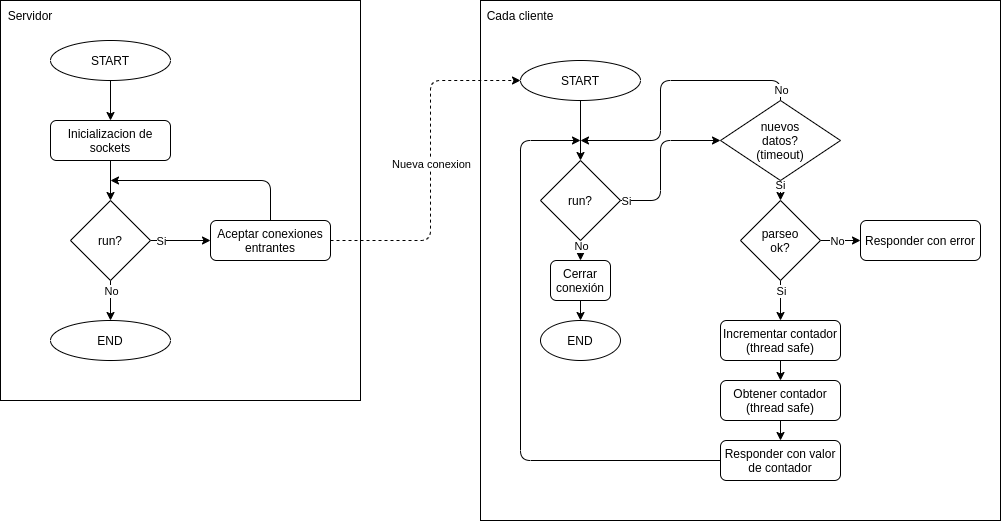 Servidor
START
Inicializacion de
sockets
run?
Si
Aceptar conexiones
entrantes
No
END
Nueva conexion
Cada cliente
START
run?
Si
No
Cerrar
conexión
END
No
nuevos
datos?
(timeout)
Si
parseo
ok?
No
Responder con error
Si
Incrementar contador
(thread safe)
Obtener contador
(thread safe)
Responder con valor
de contador